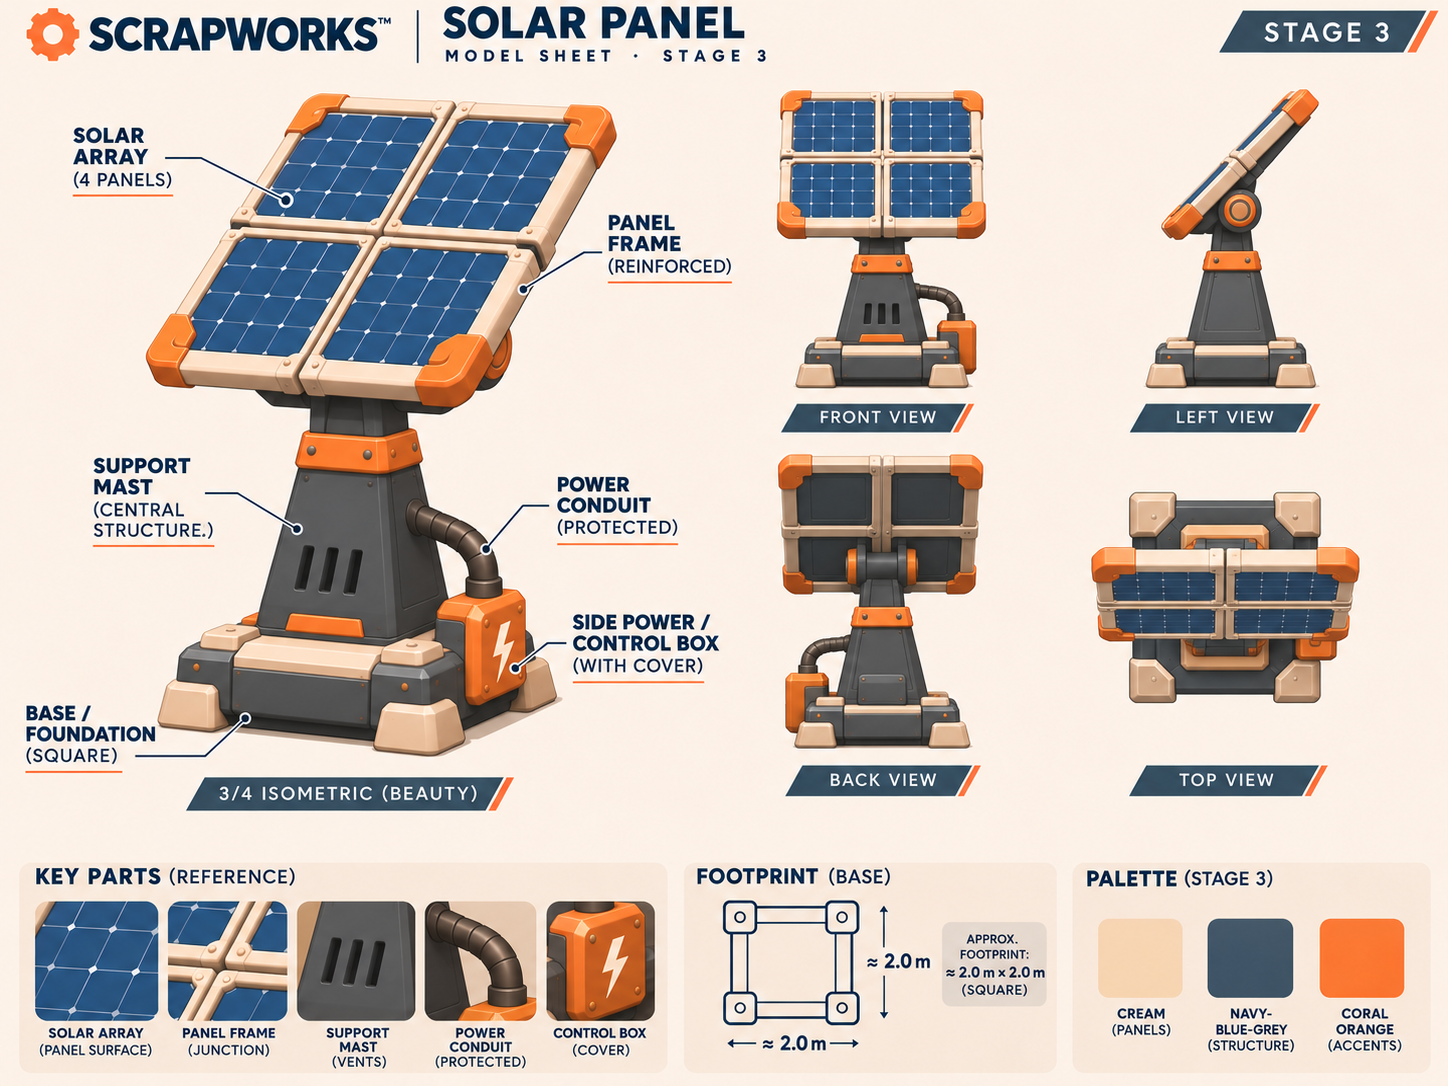 SCRAPWORKS™
SOLAR PANEL
MODEL SHEET · STAGE 3
STAGE 3
SOLAR
ARRAY
(4 PANELS)
PANEL
FRAME
(REINFORCED)
SUPPORT
MAST
(CENTRAL
STRUCTURE.)
POWER
CONDUIT
(PROTECTED)
SIDE POWER /
CONTROL BOX
(WITH COVER)
BASE /
FOUNDATION
(SQUARE)
3/4 ISOMETRIC (BEAUTY)
FRONT VIEW
LEFT VIEW
BACK VIEW
TOP VIEW
KEY PARTS (REFERENCE)
SOLAR ARRAY
(PANEL SURFACE)
PANEL FRAME
(JUNCTION)
SUPPORT
MAST
(VENTS)
POWER
CONDUIT
(PROTECTED)
CONTROL BOX
(COVER)
FOOTPRINT (BASE)
≈ 2.0 m
≈ 2.0 m
APPROX.
FOOTPRINT:
≈ 2.0 m × 2.0 m
(SQUARE)
PALETTE (STAGE 3)
CREAM
(PANELS)
NAVY-
BLUE-GREY
(STRUCTURE)
CORAL
ORANGE
(ACCENTS)